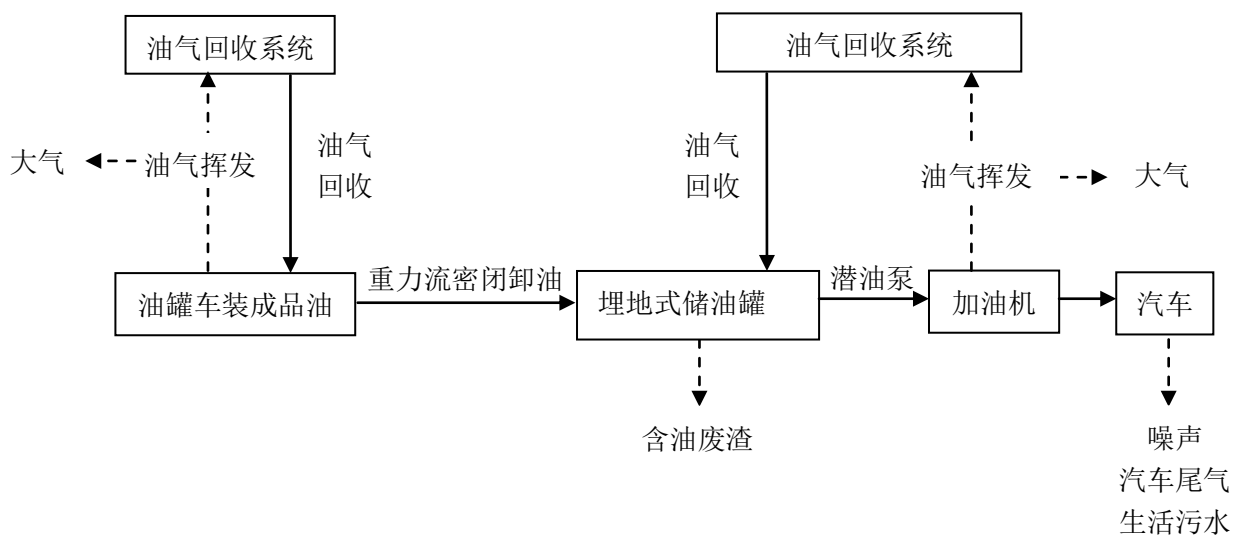 油气回收系统
油气回收系统
大气
油气挥发
油气
回收
油气
回收
油气挥发
大气
油罐车装成品油
重力流密闭卸油
埋地式储油罐
潜油泵
加油机
汽车
含油废渣
噪声
汽车尾气
生活污水